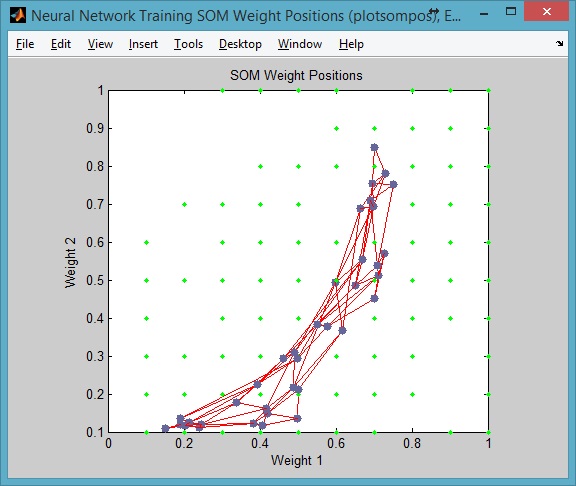 Neural Network Training SOM Weight Positions (plotsompos), E...
File Edit View Insert Tools Desktop Window Help
SOM Weight Positions
1
0.9
0.8
0.7
0.6
0.5
0.4
0.3
0.2
0.1
Weight 2
0 0.2 0.4 0.6 0.8 1
Weight 1